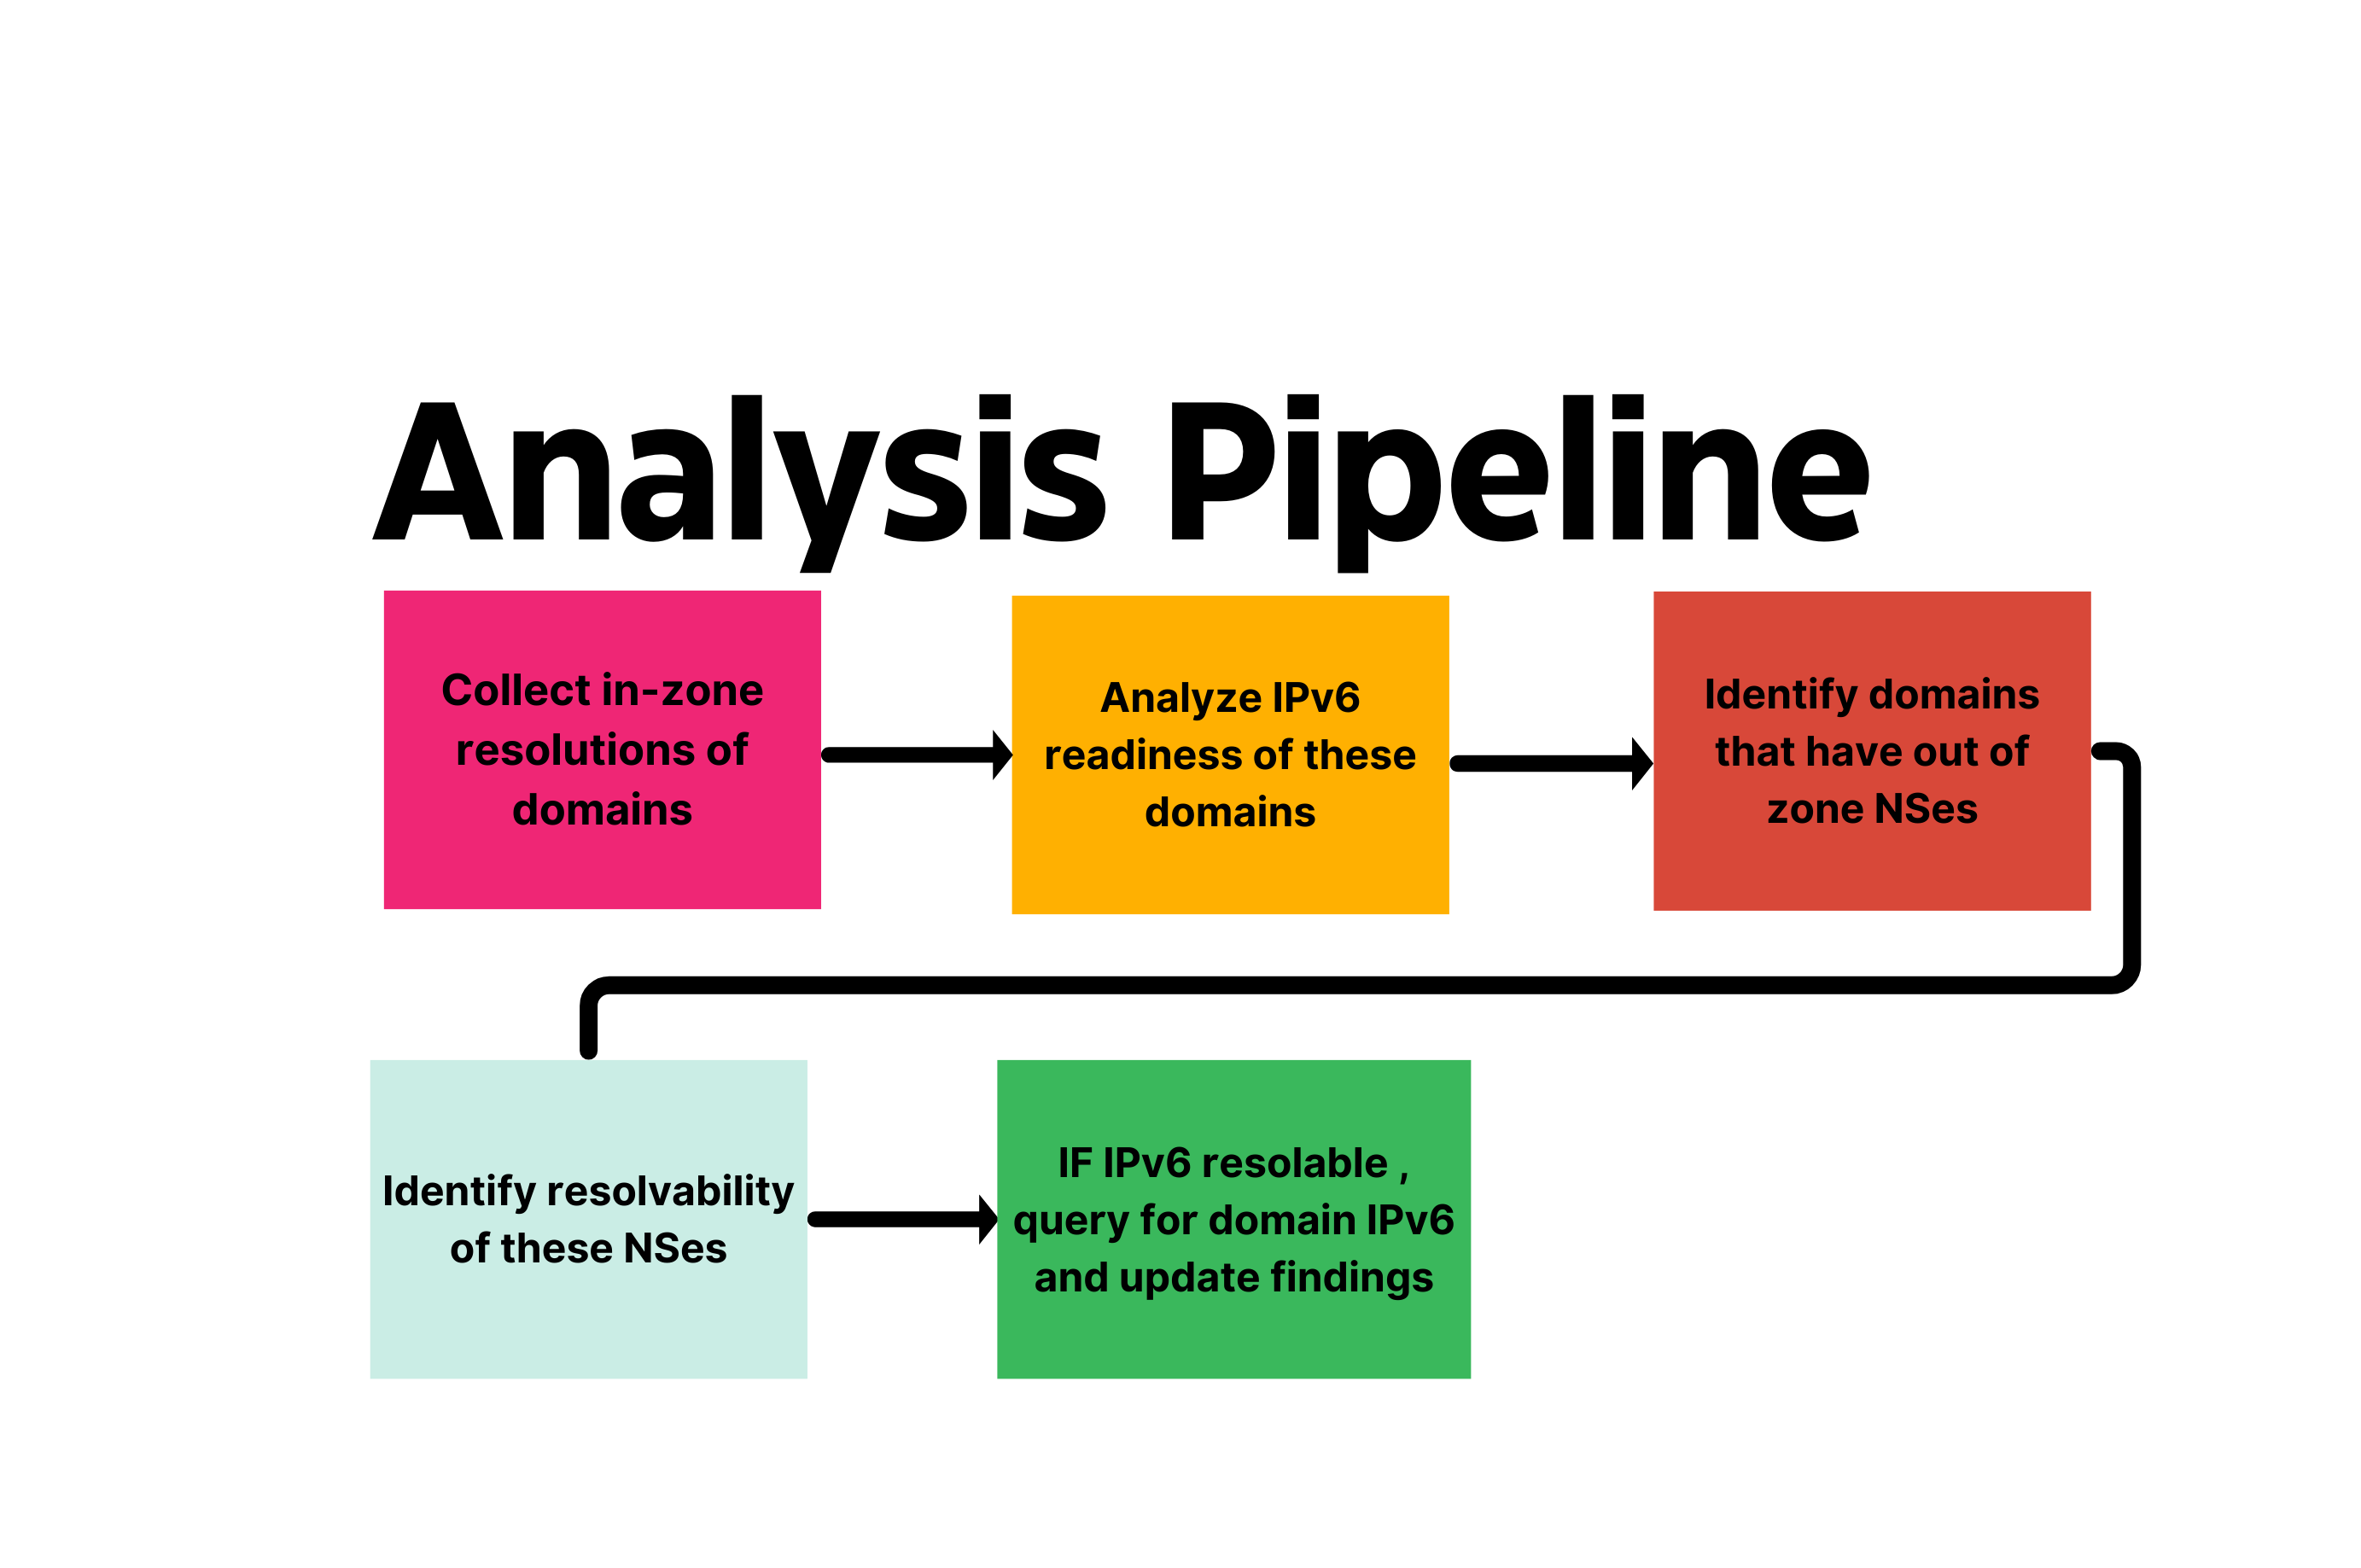 Analysis Pipeline
Collect in-zone
resolutions of
domains
Analyze IPv6
readiness of these
domains
Identify domains
that have out of
zone NSes
Identify resolvability
of these NSes
IF IPv6 resolable ,
query for domain IPv6
and update findings